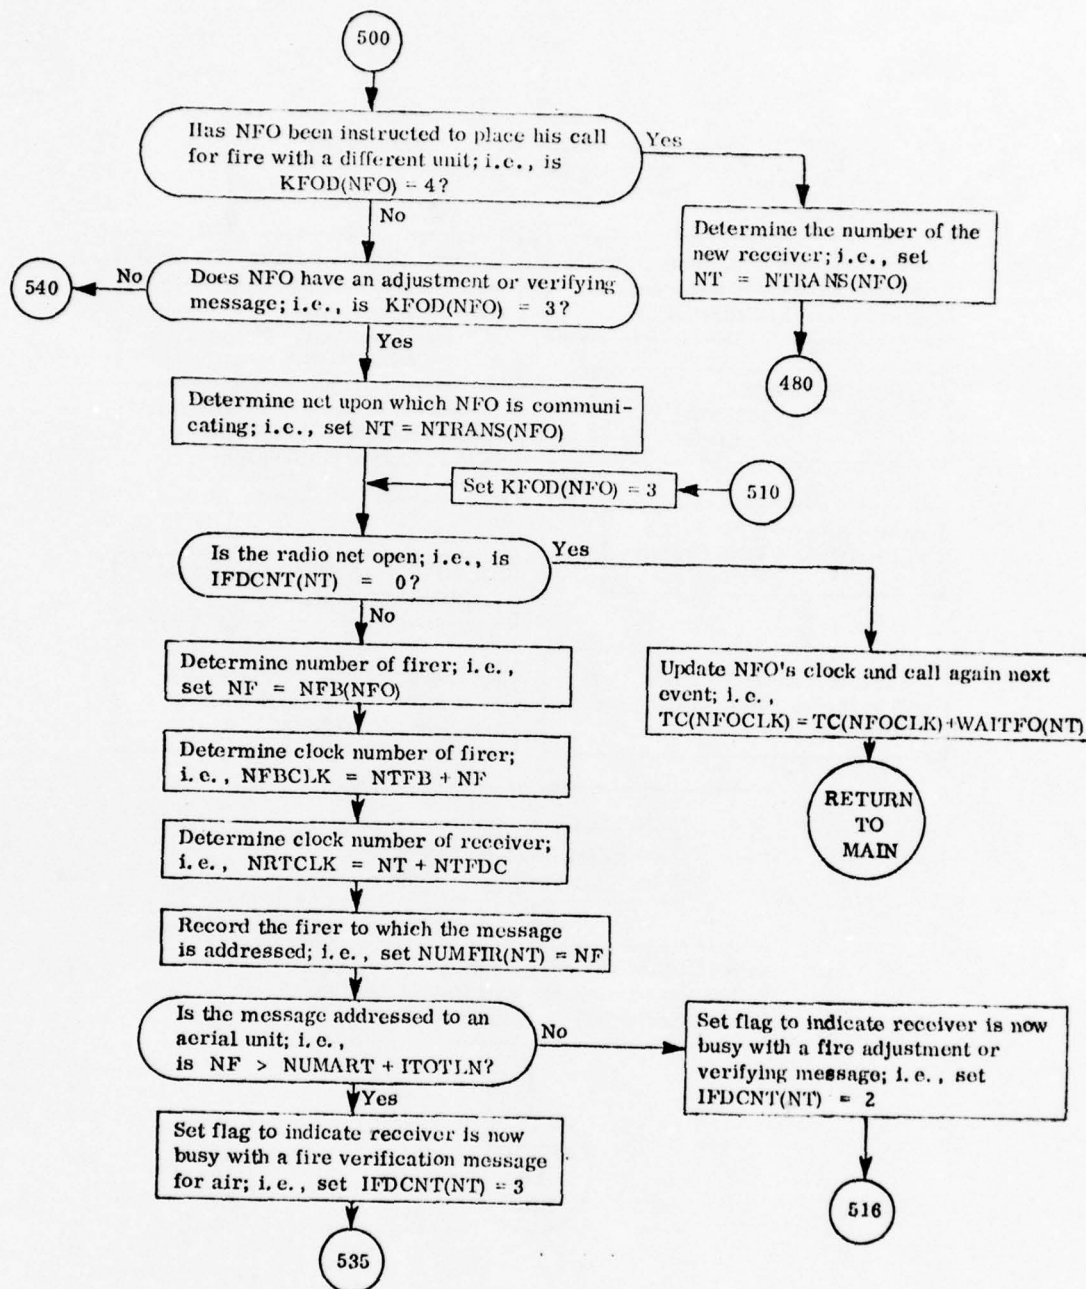 500
Has NFO been instructed to place his call
for fire with a different unit; i.e., is
KFOD(NFO) = 4?
Yes
No
Determine the number of the
new receiver; i.e., set
NT = NTRANS(NFO)
480
540
No
Does NFO have an adjustment or verifying
message; i.e., is KFOD(NFO) = 3?
Yes
Determine net upon which NFO is communi-
cating; i.e., set NT = NTRANS(NFO)
Set KFOD(NFO) = 3
510
Is the radio net open; i.e., is
IFDCNT(NT) = 0?
Yes
No
Update NFO's clock and call again next
event; i.e.,
TC(NFOCLK) = TC(NFOCLK)+WAITFO(NT)
RETURN
TO
MAIN
Determine number of firer; i.e.,
set NF = NFB(NFO)
Determine clock number of firer;
i.e., NFBCLK = NTFB + NF
Determine clock number of receiver;
i.e., NRTCLK = NT + NTFDC
Record the firer to which the message
is addressed; i.e., set NUMFIR(NT) = NF
Is the message addressed to an
aerial unit; i.e.,
is NF > NUMART + ITOTLN?
No
Yes
Set flag to indicate receiver is now
busy with a fire adjustment or
verifying message; i.e., set
IFDCNT(NT) = 2
516
Set flag to indicate receiver is now
busy with a fire verification message
for air; i.e., set IFDCNT(NT) = 3
535